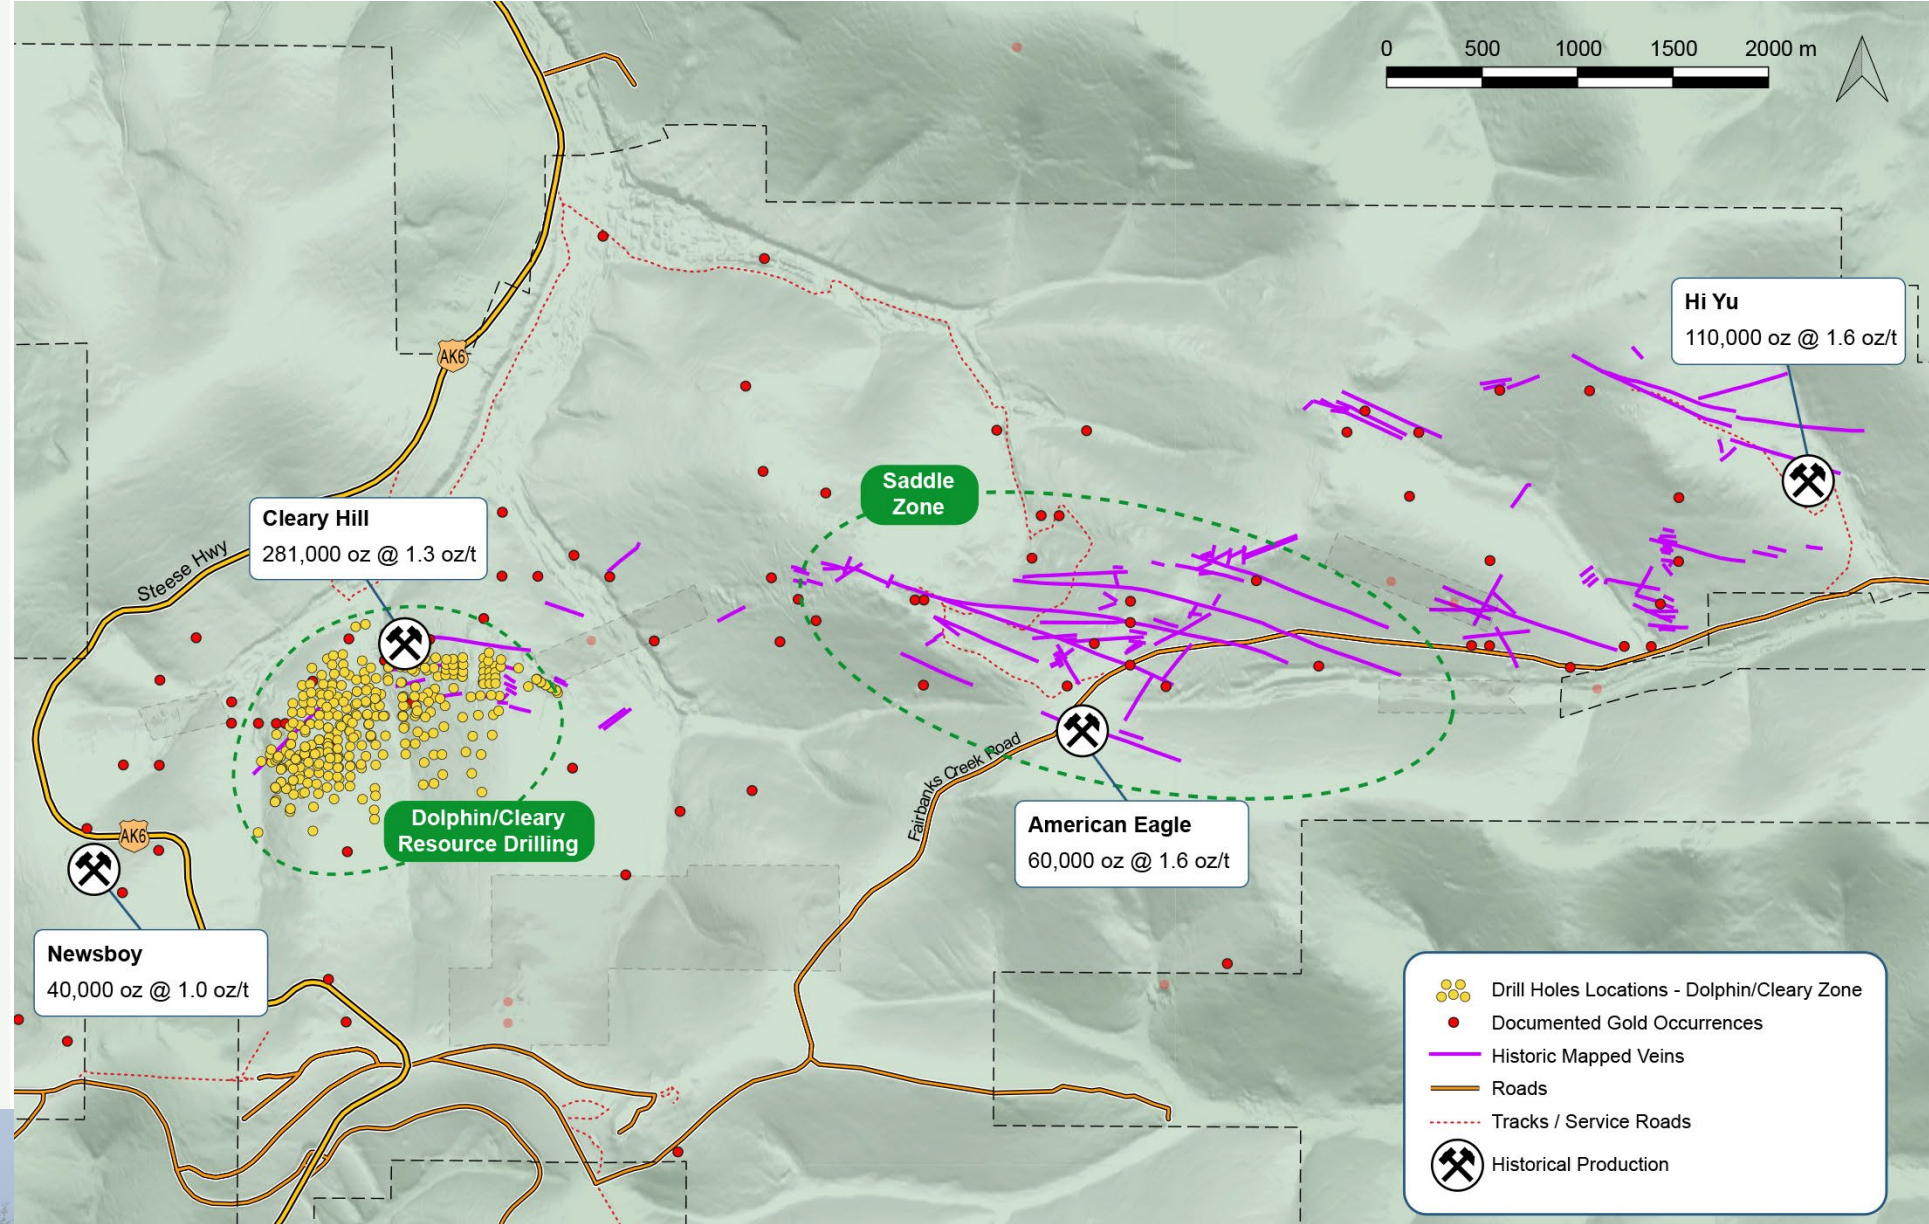 0 500 1000 1500 2000 m
Hi Yu
110,000 oz @ 1.6 oz/t
AK6
Saddle
Zone
Cleary Hill
281,000 oz @ 1.3 oz/t
Steese Hwy
Fairbanks Creek Road
Dolphin/Cleary
Resource Drilling
AK6
American Eagle
60,000 oz @ 1.6 oz/t
Newsboy
40,000 oz @ 1.0 oz/t
Drill Holes Locations - Dolphin/Cleary Zone
Documented Gold Occurrences
Historic Mapped Veins
Roads
Tracks / Service Roads
Historical Production